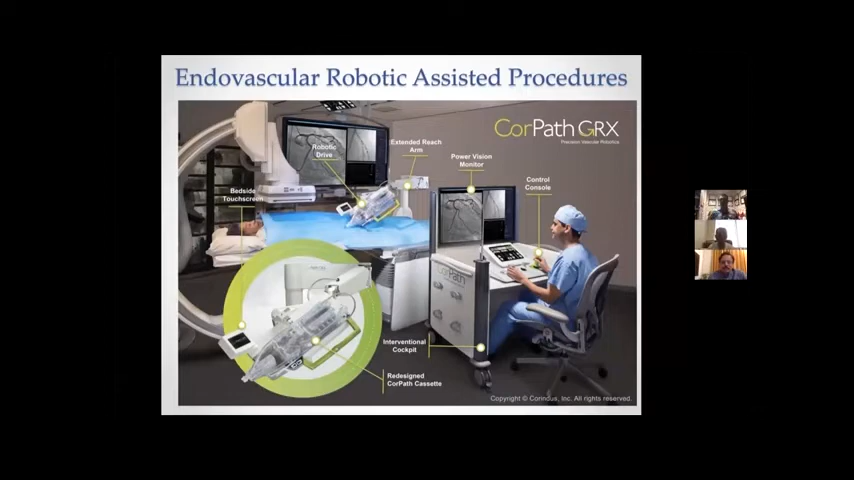 Endovascular Robotic Assisted Procedures
CorPath GRX
Precision Vascular Robotics
Extended Reach
Arm
Robotic
Drive
Power Vision
Monitor
Control
Console
Bedside
Touchscreen
CorPath
Interventional
Cockpit
Redesigned
CorPath Cassette
Copyright © Corindus, Inc. All rights reserved.